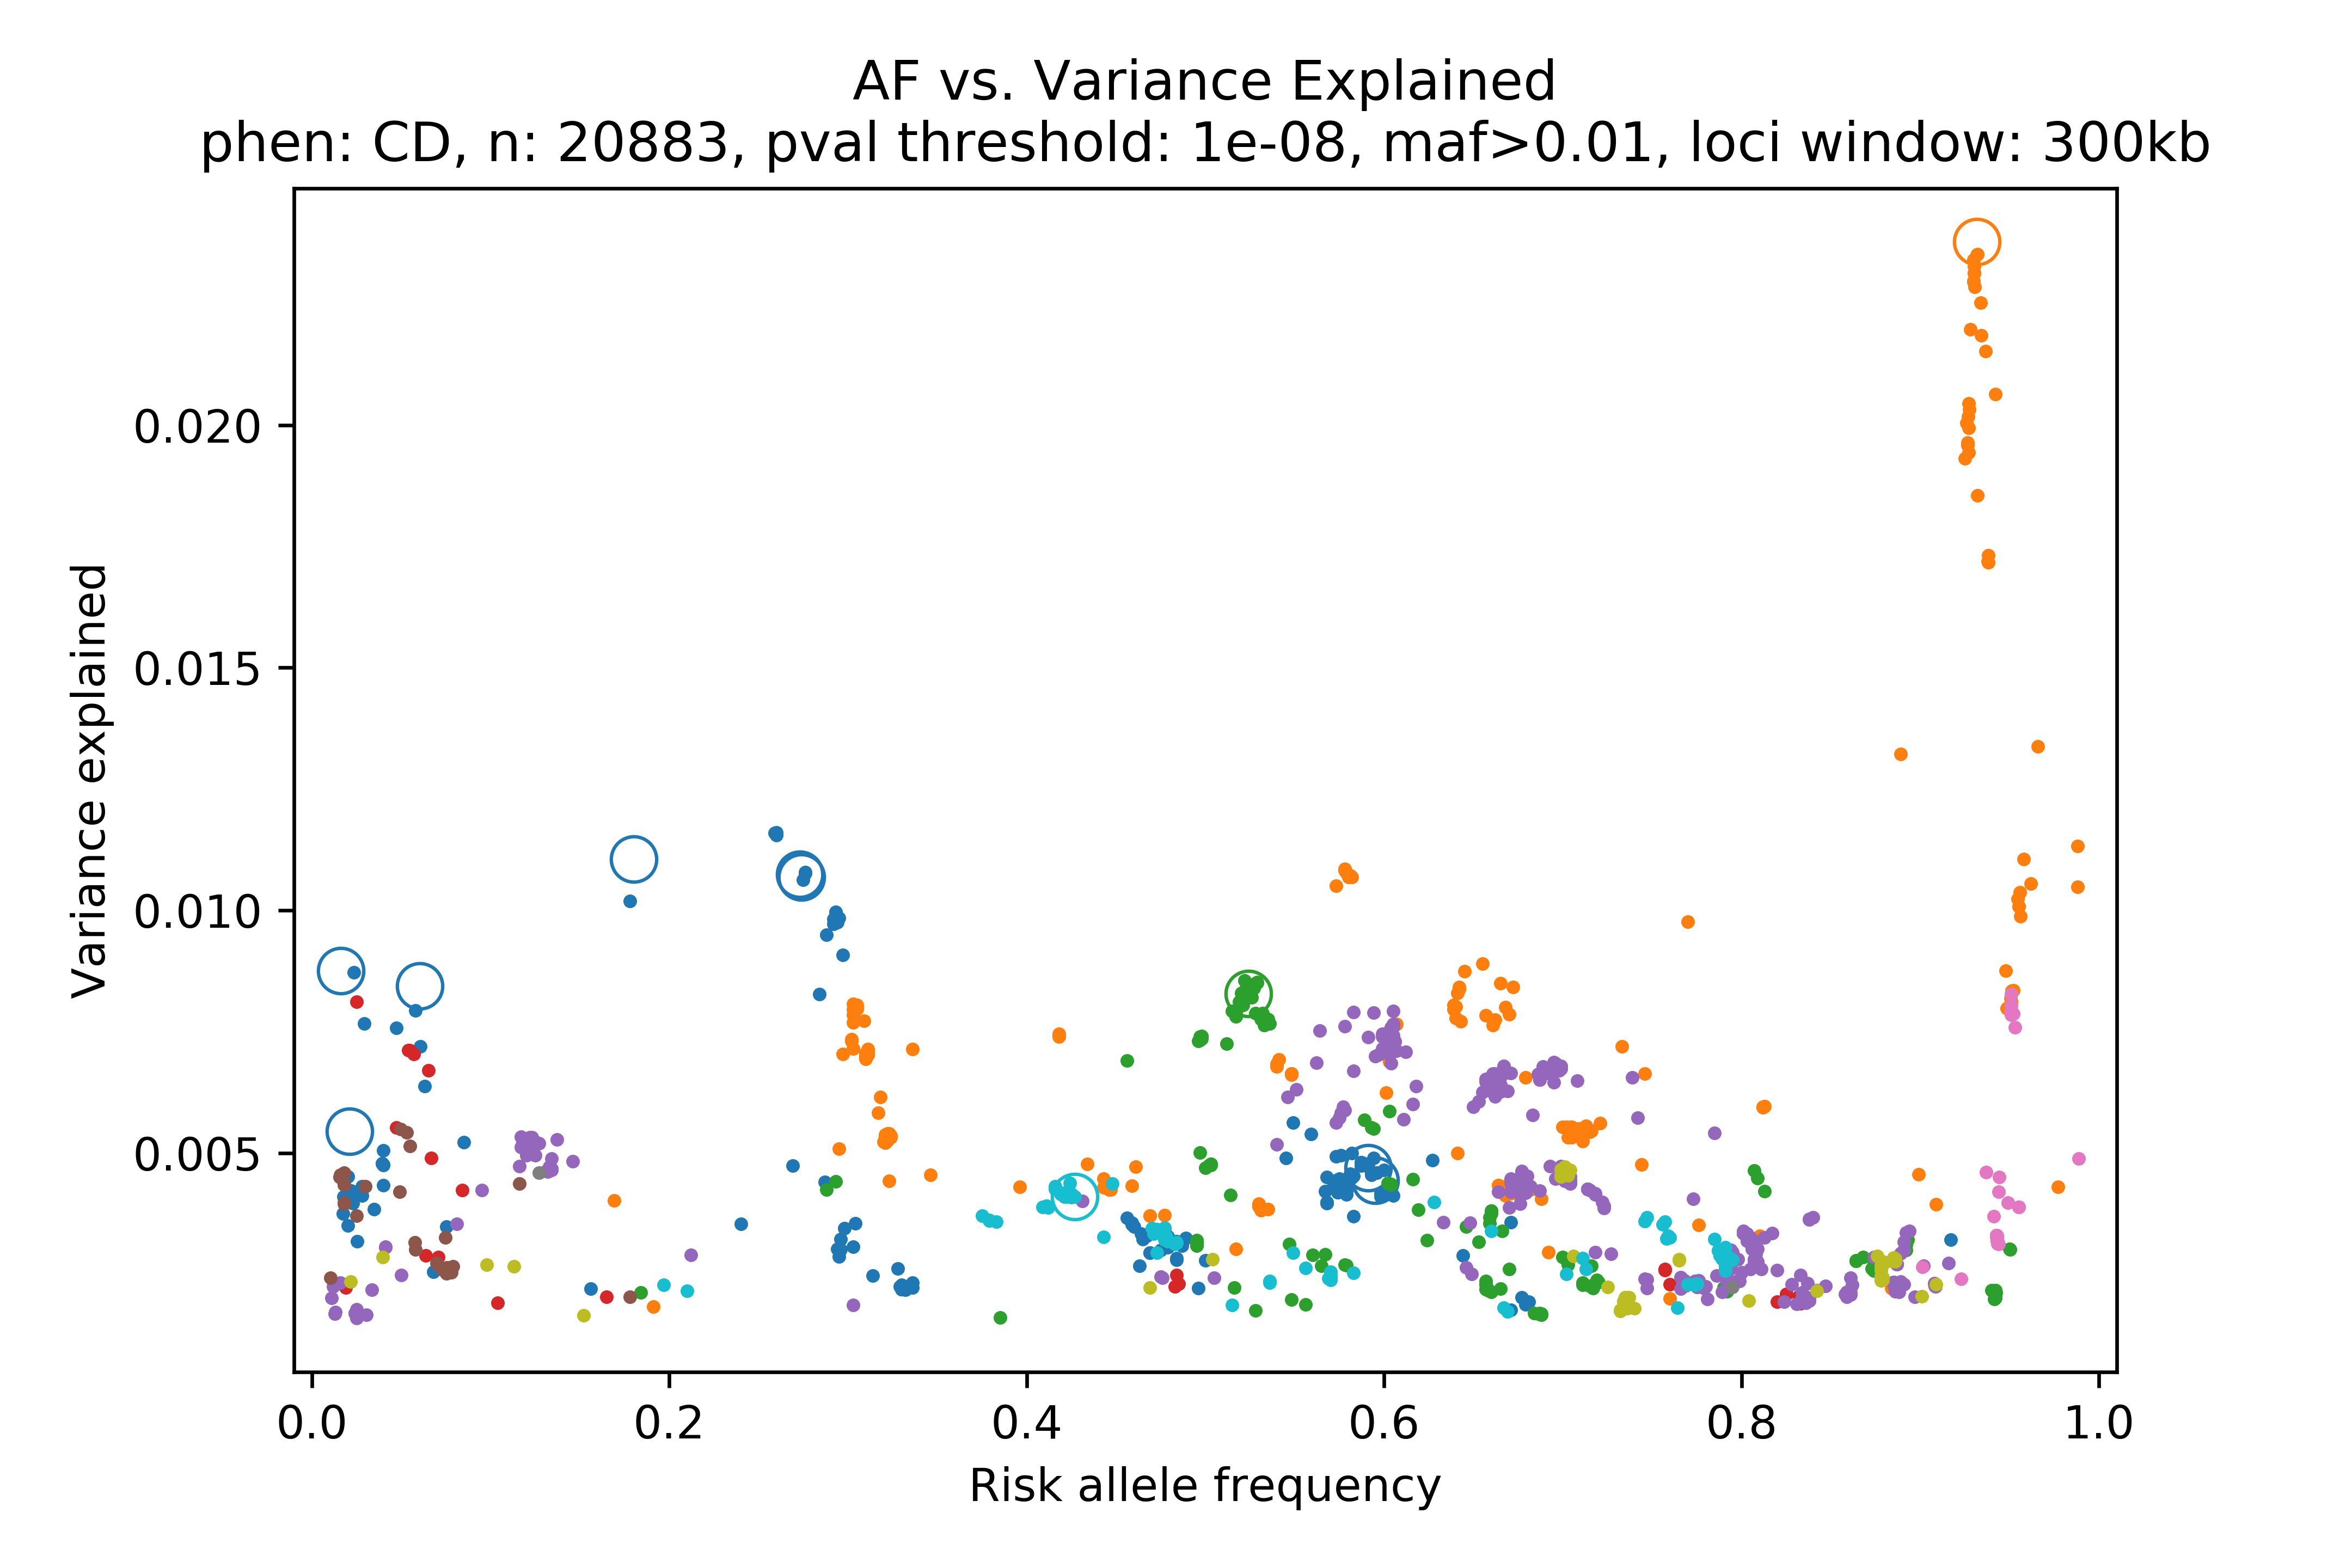 AF vs. Variance Explained
phen: CD, n: 20883, pval threshold: 1e-08, maf>0.01, loci window: 300kb
Variance explained
0.020
0.015
0.010
0.005
0.0 0.2 0.4 0.6 0.8 1.0
Risk allele frequency